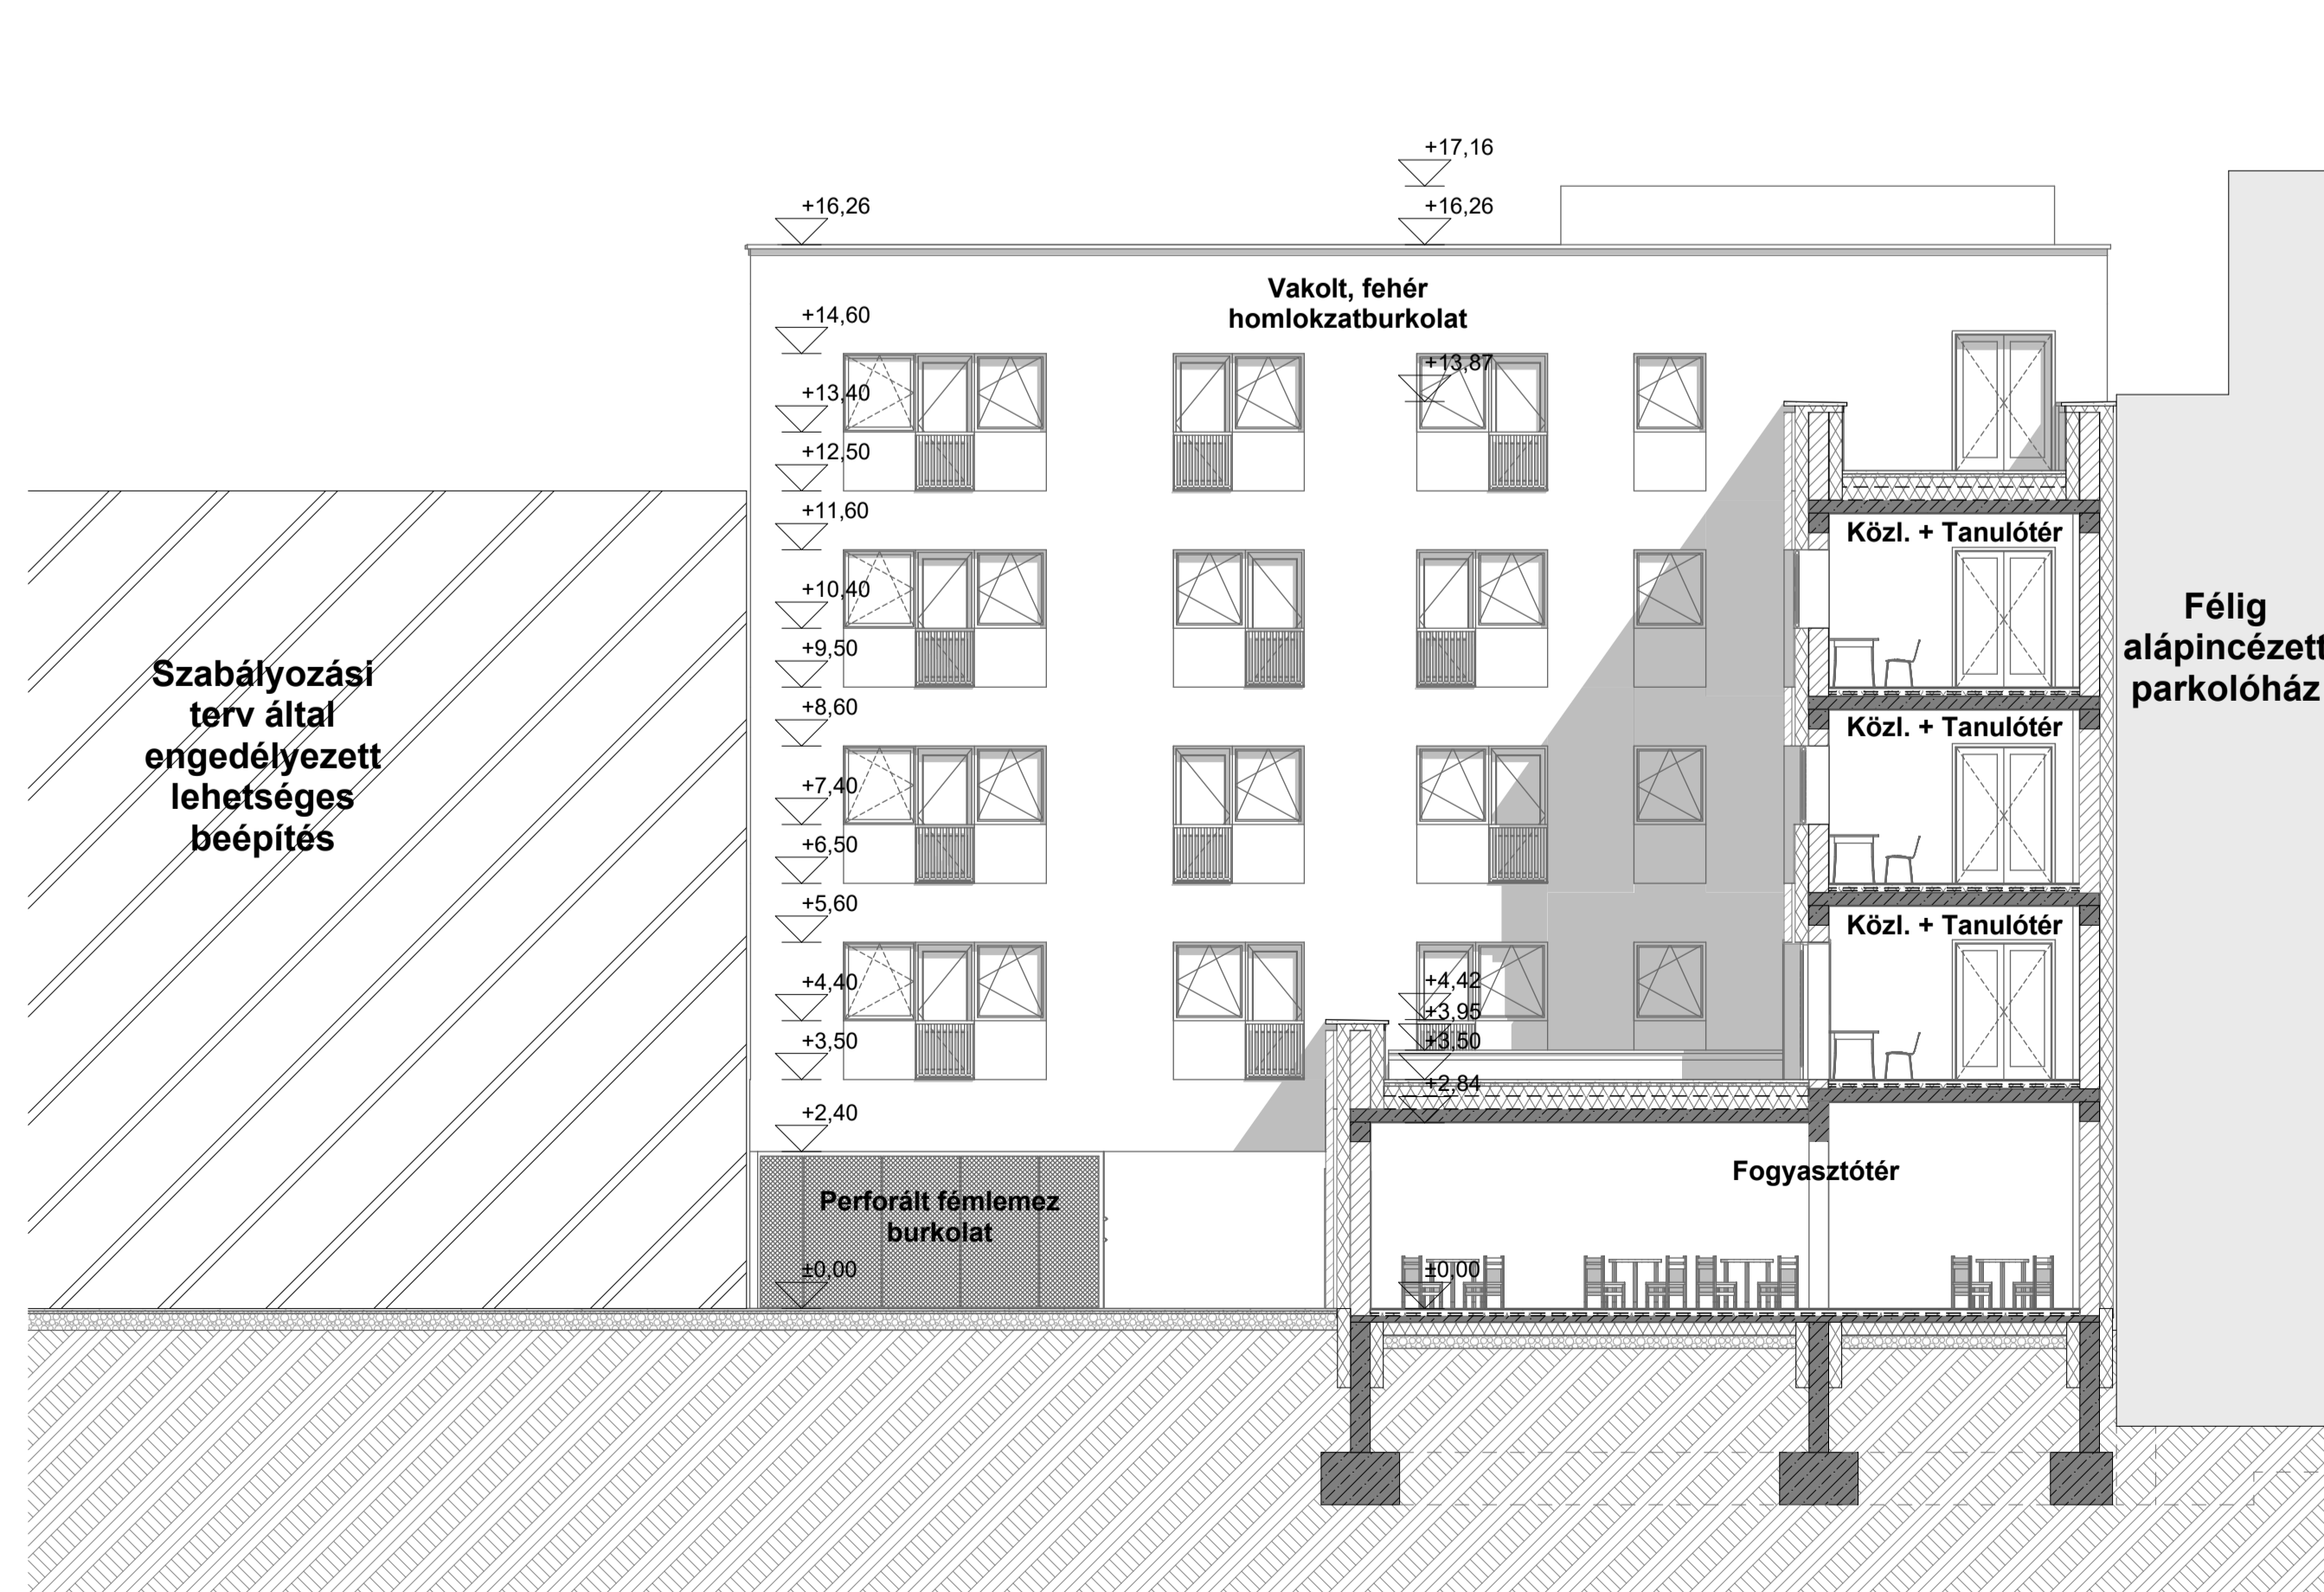 +17,16
+16,26
+16,26
Vakolt, fehér
homlokzatburkolat
+14,60
+13,87
+13,40
+12,50
+11,60
Közl. + Tanulótér
+10,40
Félig
alápincézett
parkolóház
+9,50
Szabályozási
terv által
engedélyezett
lehetséges
beépítés
+8,60
Közl. + Tanulótér
+7,40
+6,50
+5,60
Közl. + Tanulótér
+4,40
+4,42
+3,95
+3,50
+3,50
+2,84
+2,40
Fogyasztótér
Perforált fémlemez
burkolat
±0,00
±0,00